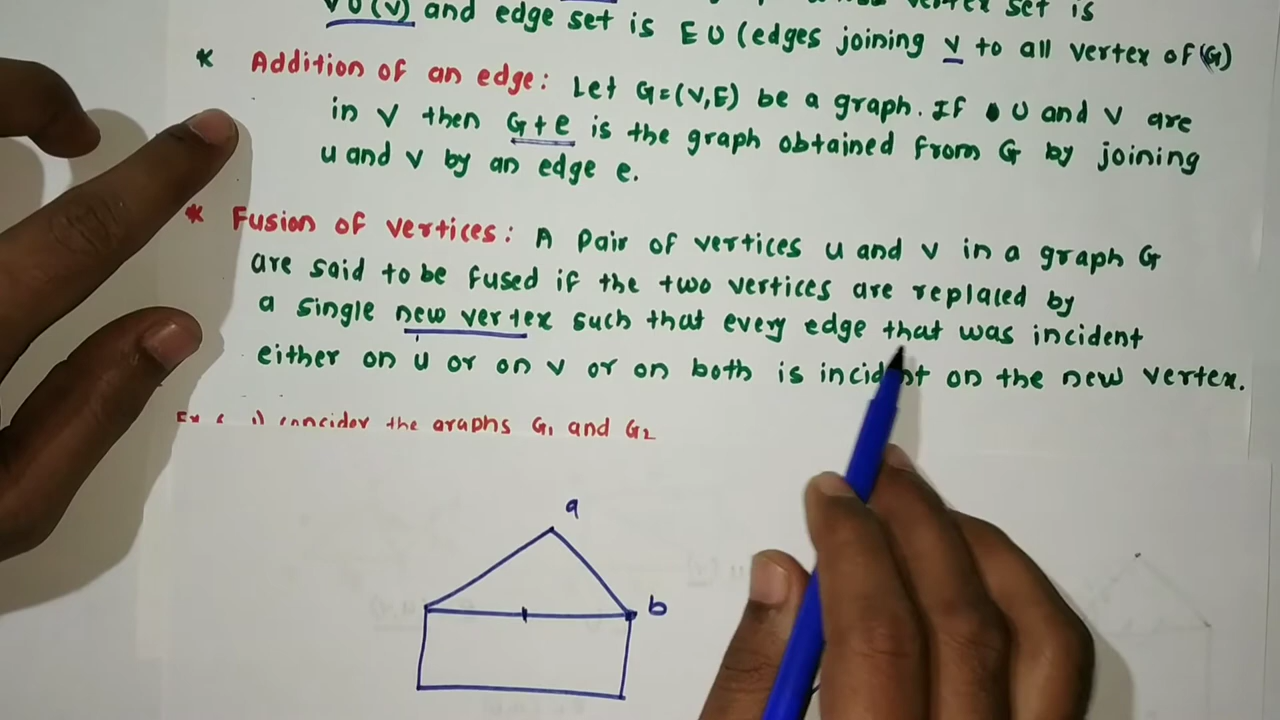 VU(v) and edge set is E U (edges joining v to all vertex of (G)
* Addition of an edge: Let G=(V,E) be a graph. If U and V are
in V then G+e is the graph obtained from G by joining
u and v by an edge e.
* Fusion of vertices: A pair of vertices u and v in a graph G
are said to be fused if the two vertices are replaced by
a single new vertex such that every edge that was incident
either on u or on v or on both is incident on the new vertex.
consider the graphs G1 and G2
a
b